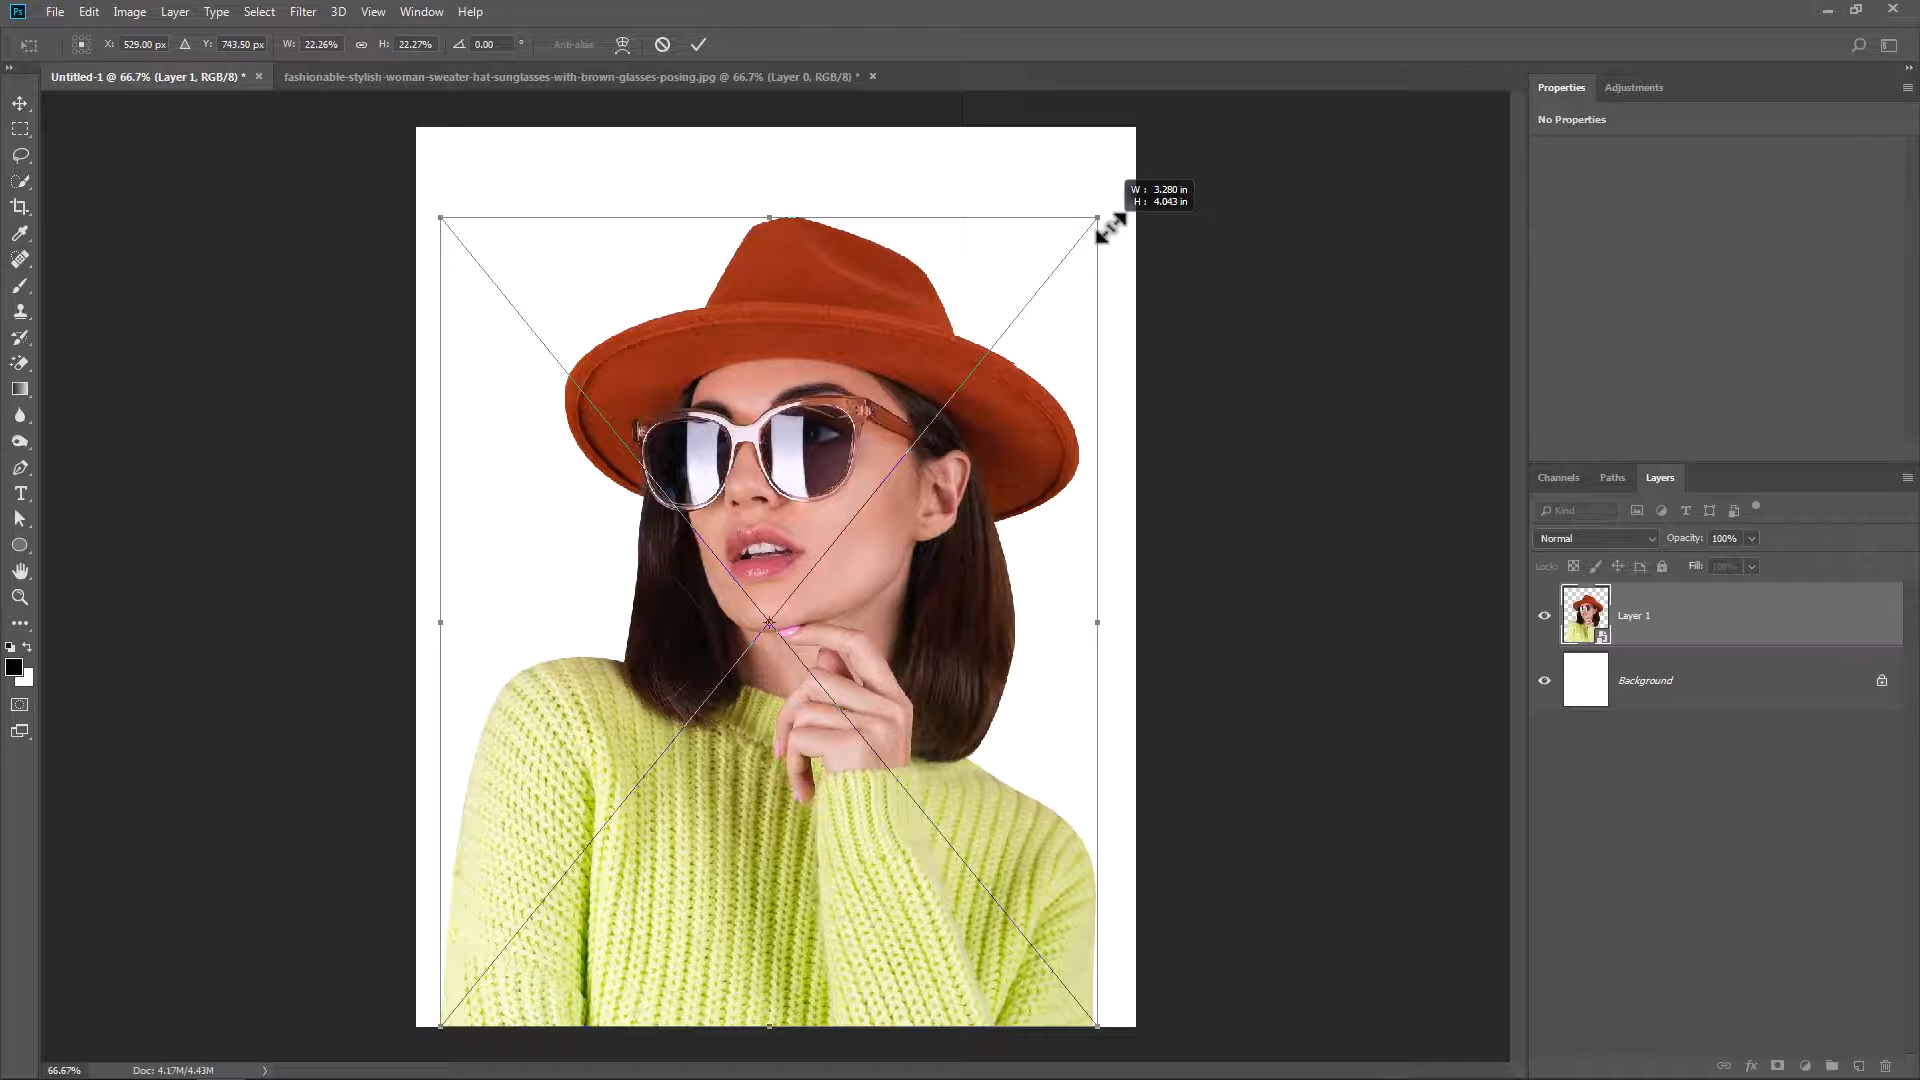 Ps File Edit Image Layer Type Select Filter 3D View Window Help
X: 529.00 px Y: 743.50 px W: 22.26% H: 22.27% 0.00 ° Anti-alias
Untitled-1 @ 66.7% (Layer 1, RGB/8) * × fashionable-stylish-woman-sweater-hat-sunglasses-with-brown-glasses-posing.jpg @ 66.7% (Layer 0, RGB/8) * ×
Properties Adjustments
No Properties
W : 3.280 in
H : 4.043 in
Channels Paths Layers
Kind
Normal Opacity: 100%
Lock: Fill: 100%
Layer 1
Background
66.67% Doc: 4.17M/4.43M